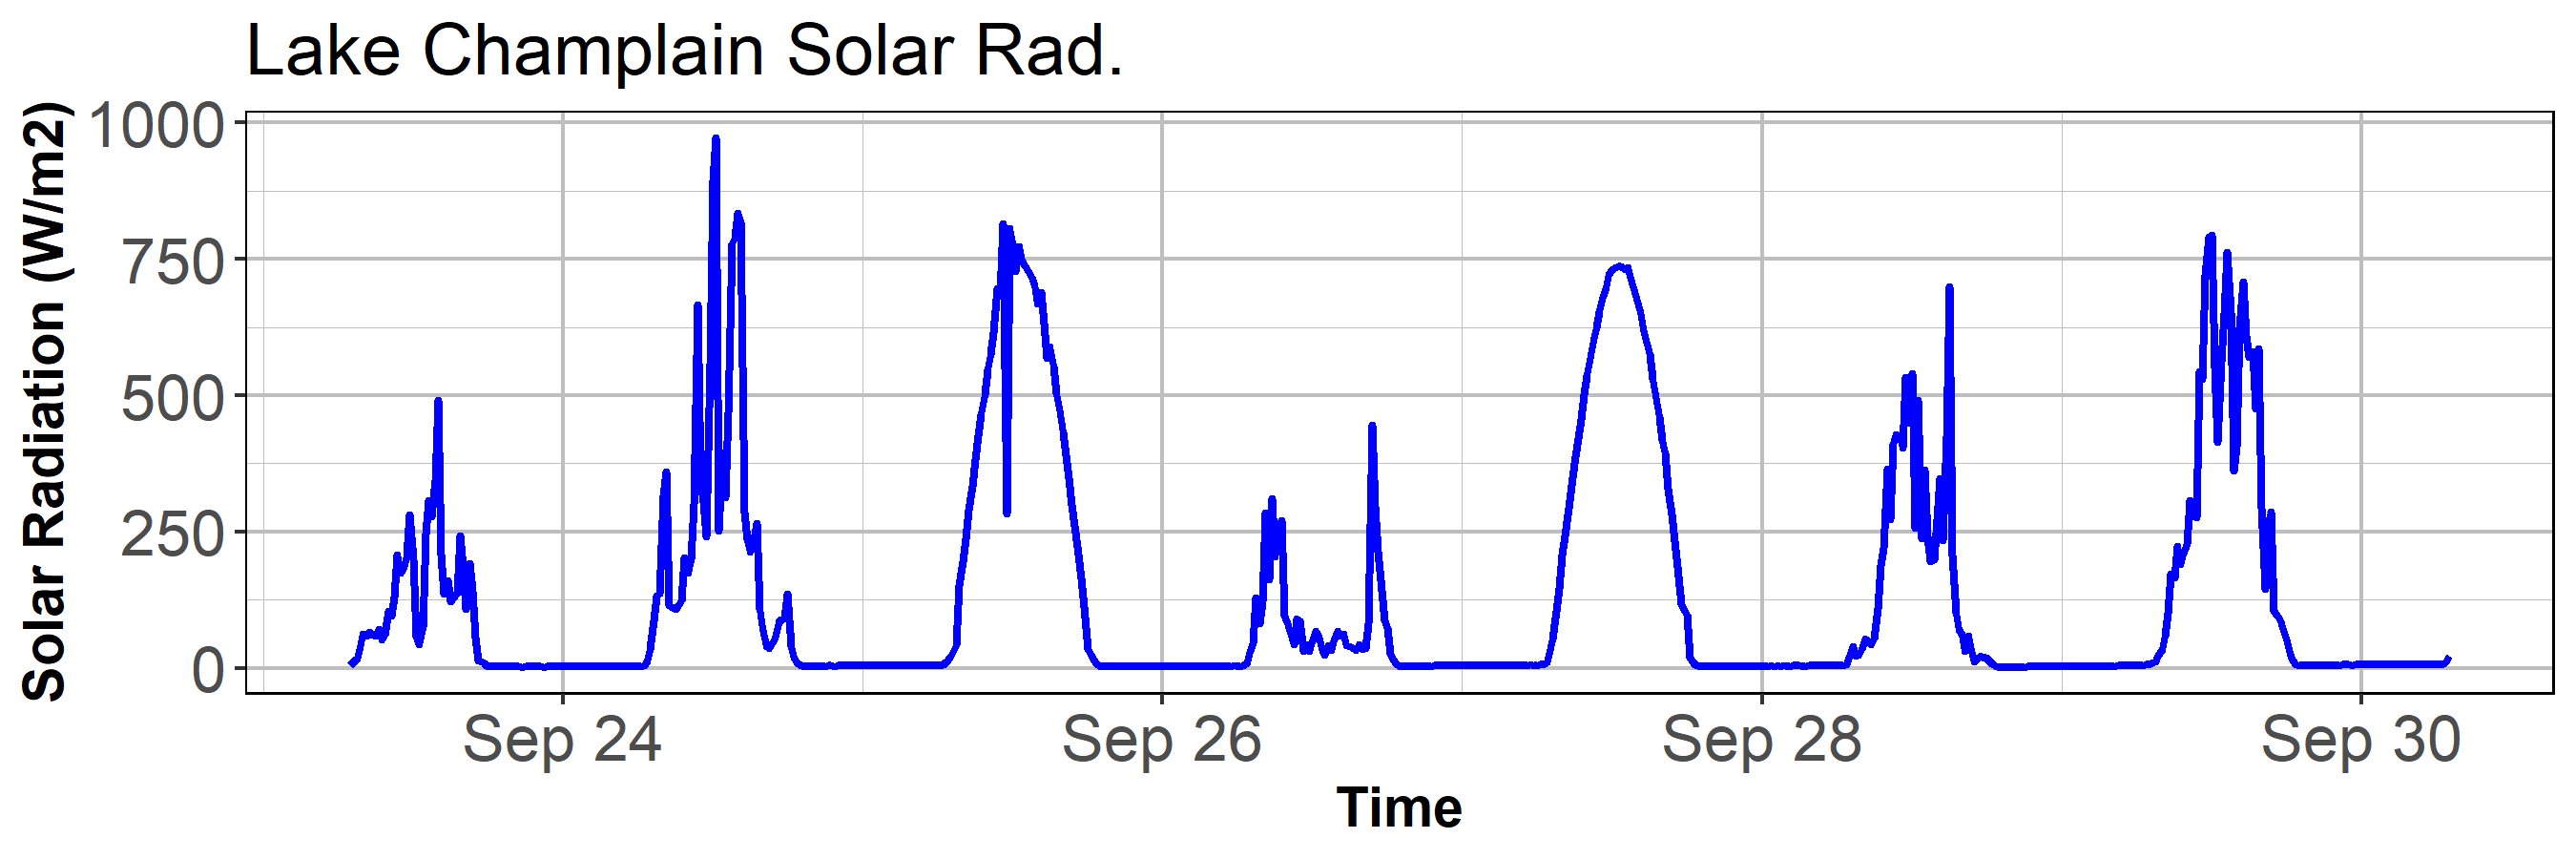 Lake Champlain Solar Rad.
Solar Radiation (W/m2)
1000
750
500
250
0
Sep 24 Sep 26 Sep 28 Sep 30
Time